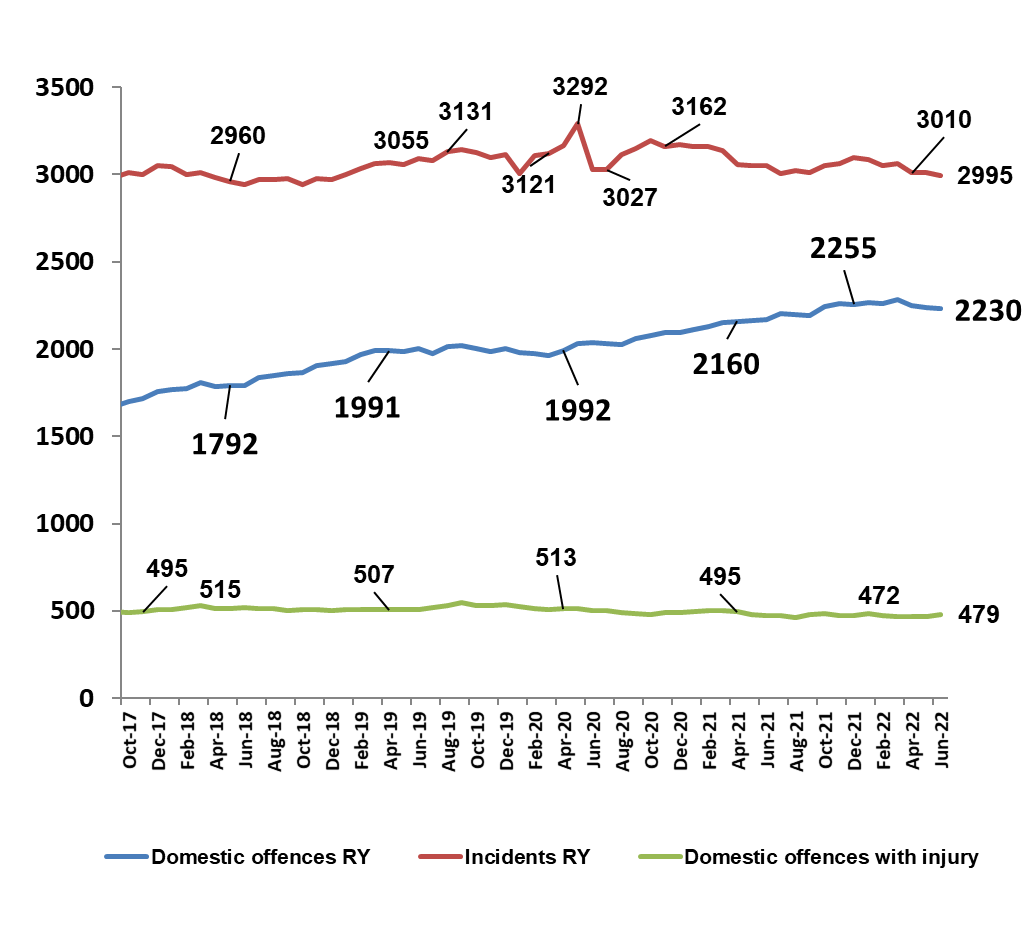 3500
3000
2500
2000
1500
1000
500
0
2960
3055
3131
3121
3292
3027
3162
3010
2995
1792
1991
1992
2160
2255
2230
495
515
507
513
495
472
479
Oct-17
Dec-17
Feb-18
Apr-18
Jun-18
Aug-18
Oct-18
Dec-18
Feb-19
Apr-19
Jun-19
Aug-19
Oct-19
Dec-19
Feb-20
Apr-20
Jun-20
Aug-20
Oct-20
Dec-20
Feb-21
Apr-21
Jun-21
Aug-21
Oct-21
Dec-21
Feb-22
Apr-22
Jun-22
Domestic offences RY
Incidents RY
Domestic offences with injury